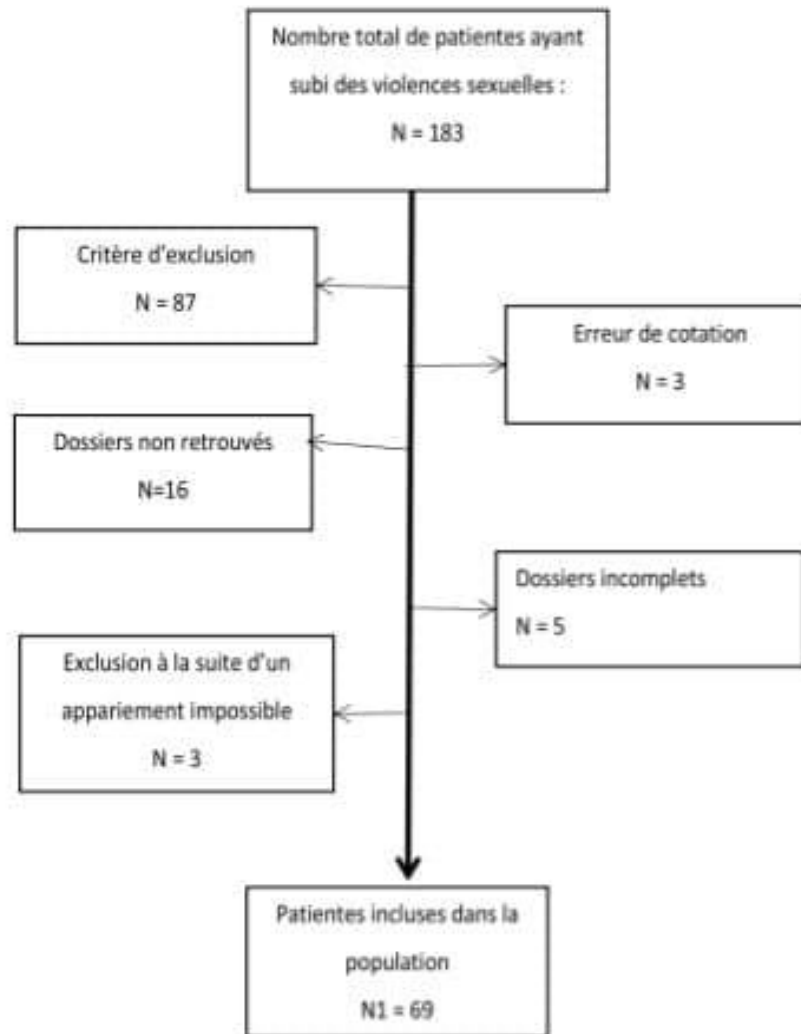 Nombre total de patientes ayant
subi des violences sexuelles :
N = 183
Critère d'exclusion
N = 87
Erreur de cotation
N = 3
Dossiers non retrouvés
N=16
Dossiers incomplets
N = 5
Exclusion à la suite d'un
appariement impossible
N = 3
Patientes incluses dans la
population
N1 = 69